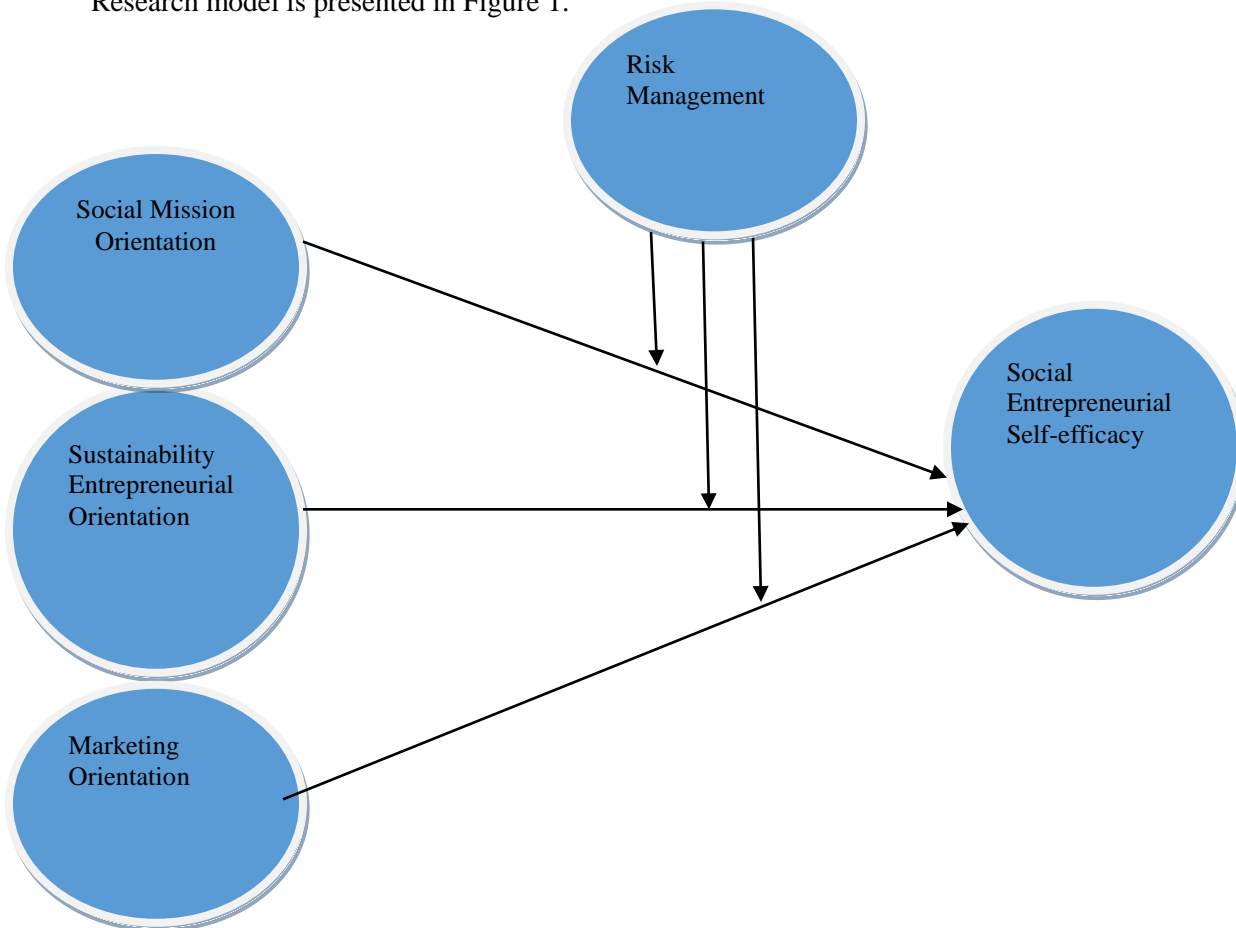 Research model is presented in Figure 1.
Risk
Management
Social Mission
Orientation
Social
Entrepreneurial
Self-efficacy
Sustainability
Entrepreneurial
Orientation
Marketing
Orientation